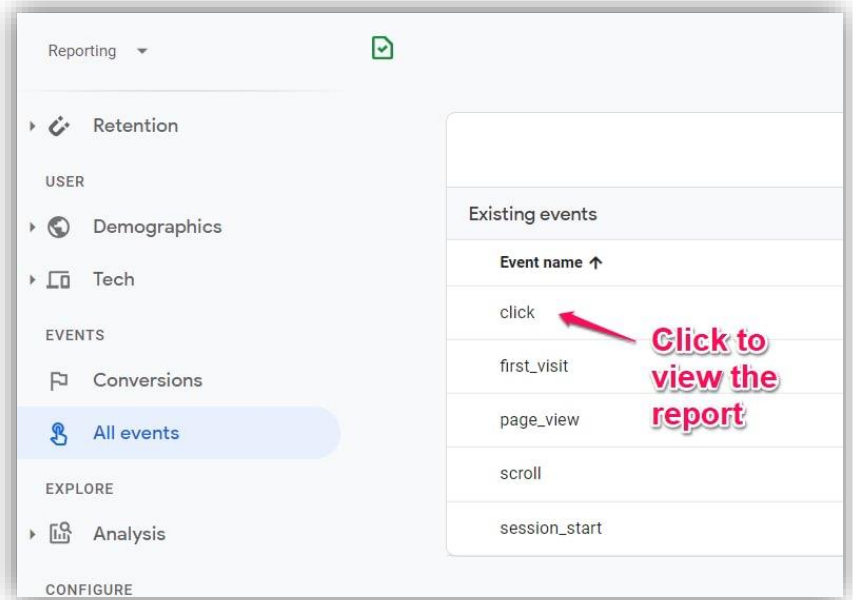 Reporting
Retention
USER
Demographics
Tech
EVENTS
Conversions
All events
EXPLORE
Analysis
CONFIGURE
Existing events
Event name
click
first_visit
page_view
scroll
session_start
Click to
view the
report